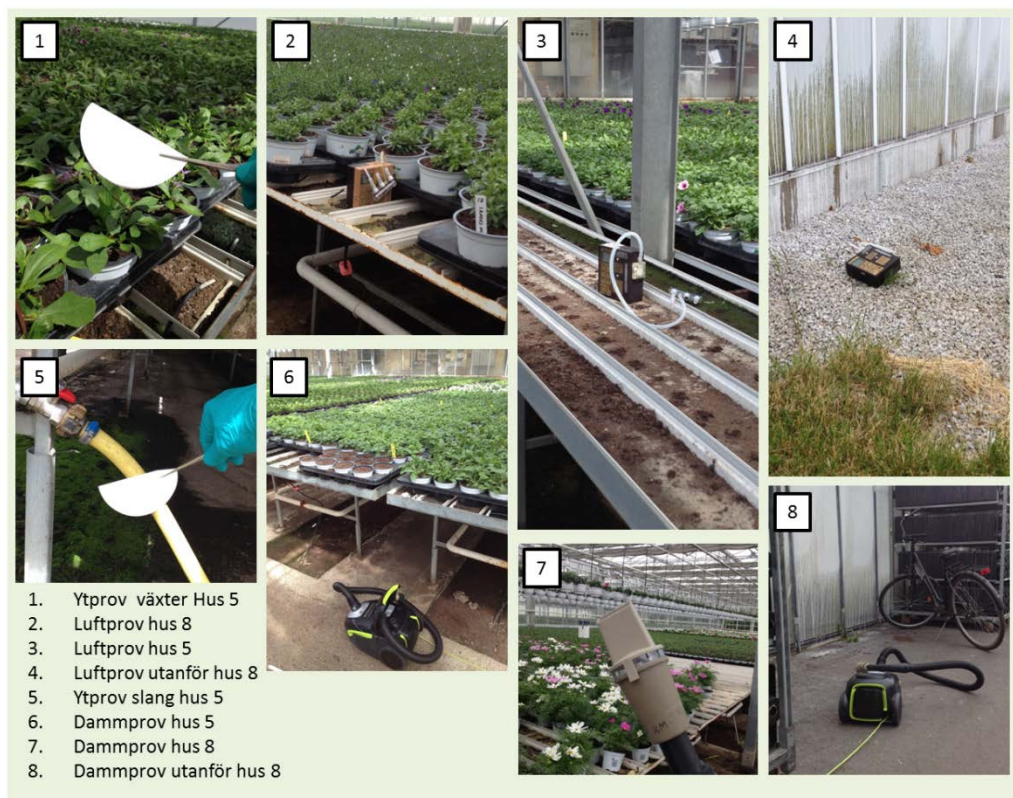 1
2
3
4
5
6
7
8
1. Ytprov växter Hus 5
2. Luftprov hus 8
3. Luftprov hus 5
4. Luftprov utanför hus 8
5. Ytprov slang hus 5
6. Dammprov hus 5
7. Dammprov hus 8
8. Dammprov utanför hus 8